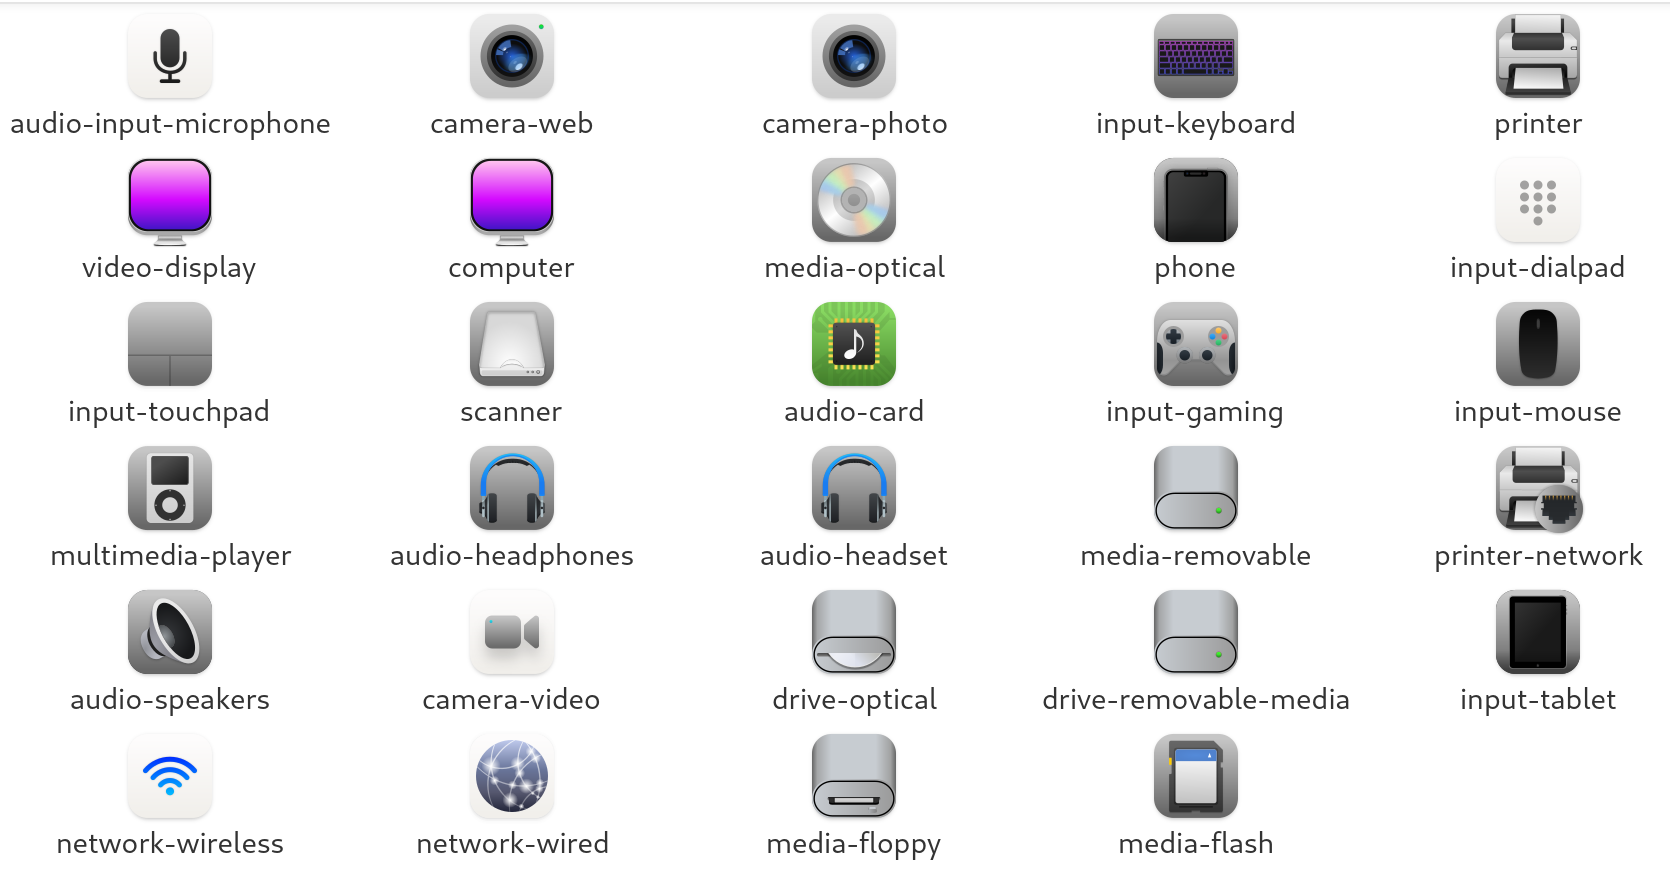 audio-input-microphone camera-web camera-photo input-keyboard printer
video-display computer media-optical phone input-dialpad
input-touchpad scanner audio-card input-gaming input-mouse
multimedia-player audio-headphones audio-headset media-removable printer-network
audio-speakers camera-video drive-optical drive-removable-media input-tablet
network-wireless network-wired media-floppy media-flash